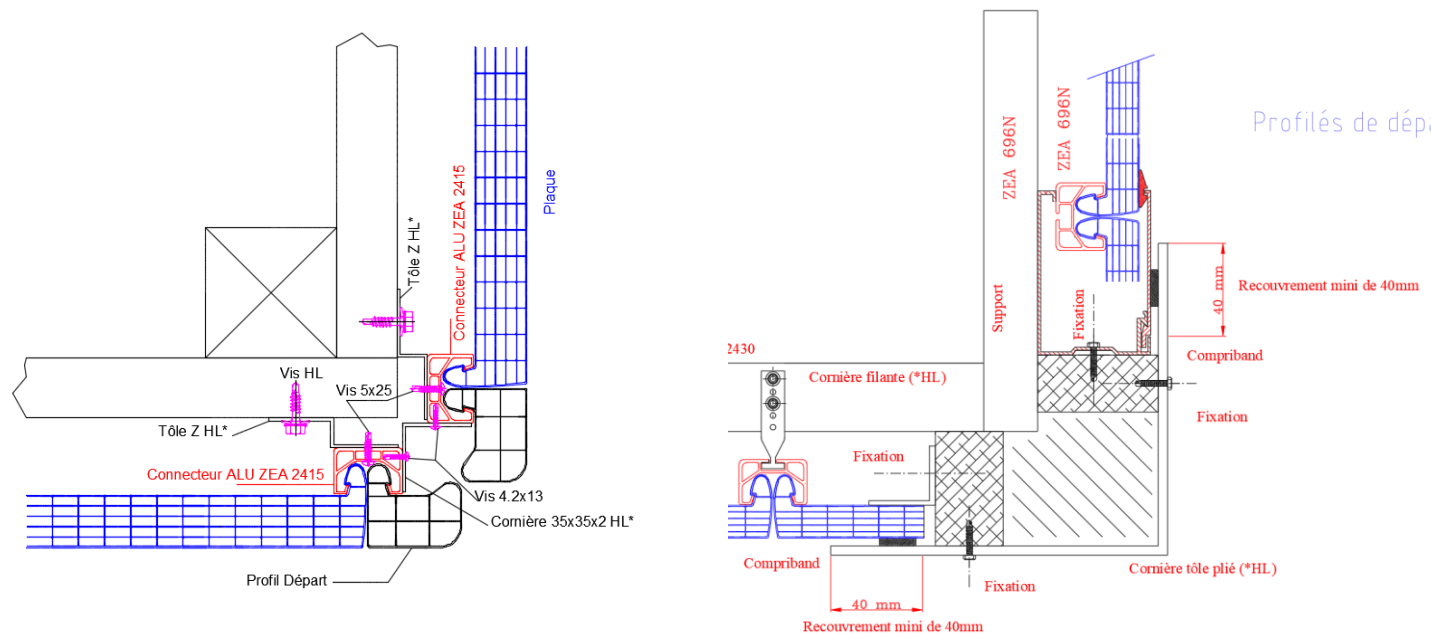 Plaque
Connecteur ALU ZEA 2415
Tôle Z HL*
Vis HL
Vis 5x25
Tôle Z HL*
Connecteur ALU ZEA 2415
Vis 4.2x13
Cornière 35x35x2 HL*
Profil Départ
ZEA 696N
ZEA 696N
Profilés de dépa
Support
Fixation
40 mm
Recouvrement mini de 40mm
2430
Cornière filante (*HL)
Compriband
Fixation
Fixation
Compriband
Fixation
Cornière tôle plié (*HL)
40 mm
Recouvrement mini de 40mm